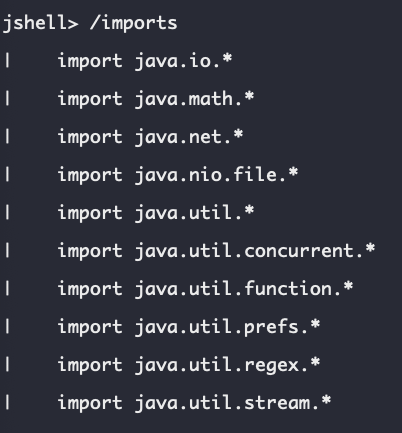 jshell> /imports
|    import java.io.*
|    import java.math.*
|    import java.net.*
|    import java.nio.file.*
|    import java.util.*
|    import java.util.concurrent.*
|    import java.util.function.*
|    import java.util.prefs.*
|    import java.util.regex.*
|    import java.util.stream.*